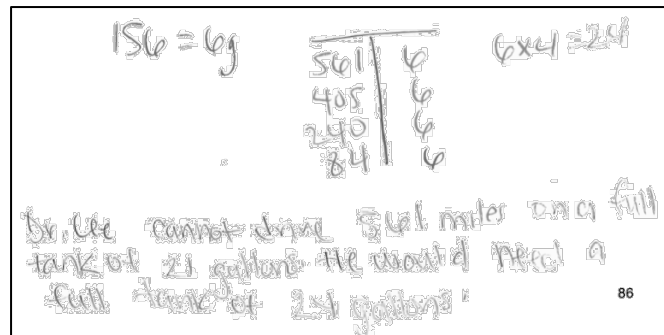 156 = 6g
561 | 6
405 | 6
240 | 6
84 | 6
6x4 = 24
Dr. Lee cannot drive 561 miles on a full
tank of 21 gallons. He would need a
full tank of 24 gallons.
86